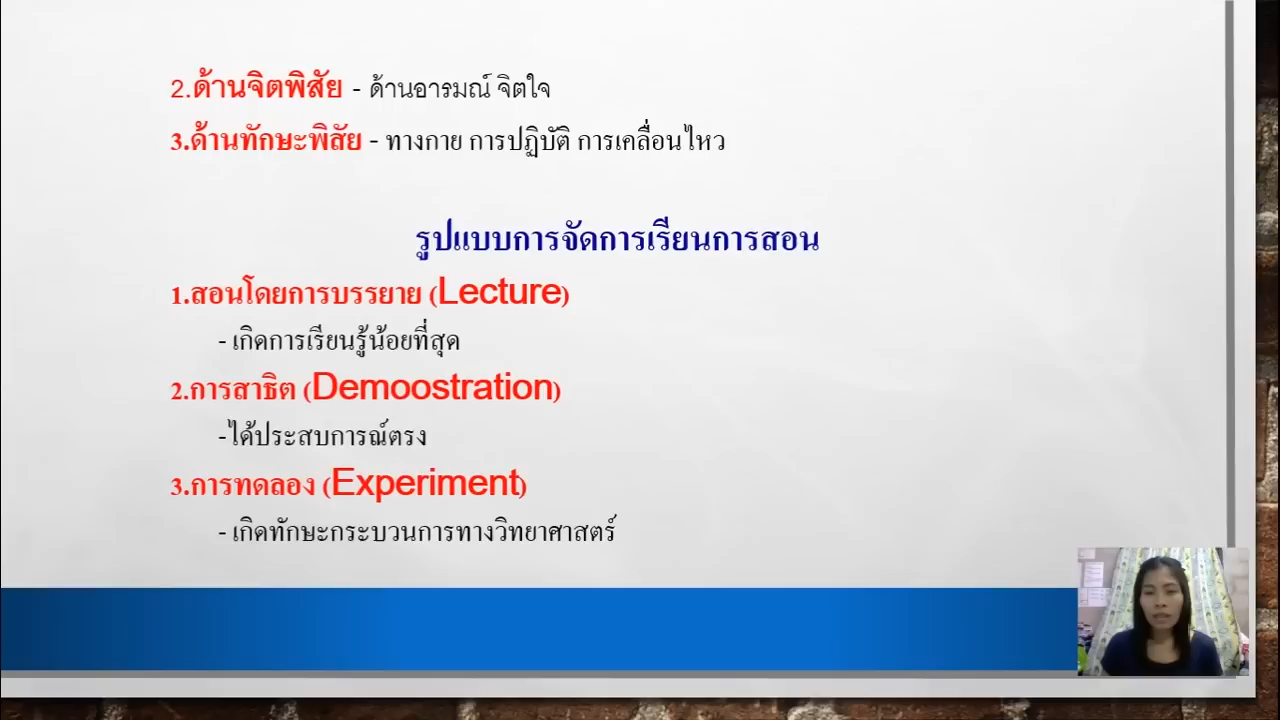 2.ด้านจิตพิสัย - ด้านอารมณ์ จิตใจ
3.ด้านทักษะพิสัย - ทางกาย การปฏิบัติ การเคลื่อนไหว
รูปแบบการจัดการเรียนการสอน
1.สอนโดยการบรรยาย (Lecture)
- เกิดการเรียนรู้น้อยที่สุด
2.การสาธิต (Demoostration)
-ได้ประสบการณ์ตรง
3.การทดลอง (Experiment)
- เกิดทักษะกระบวนการทางวิทยาศาสตร์